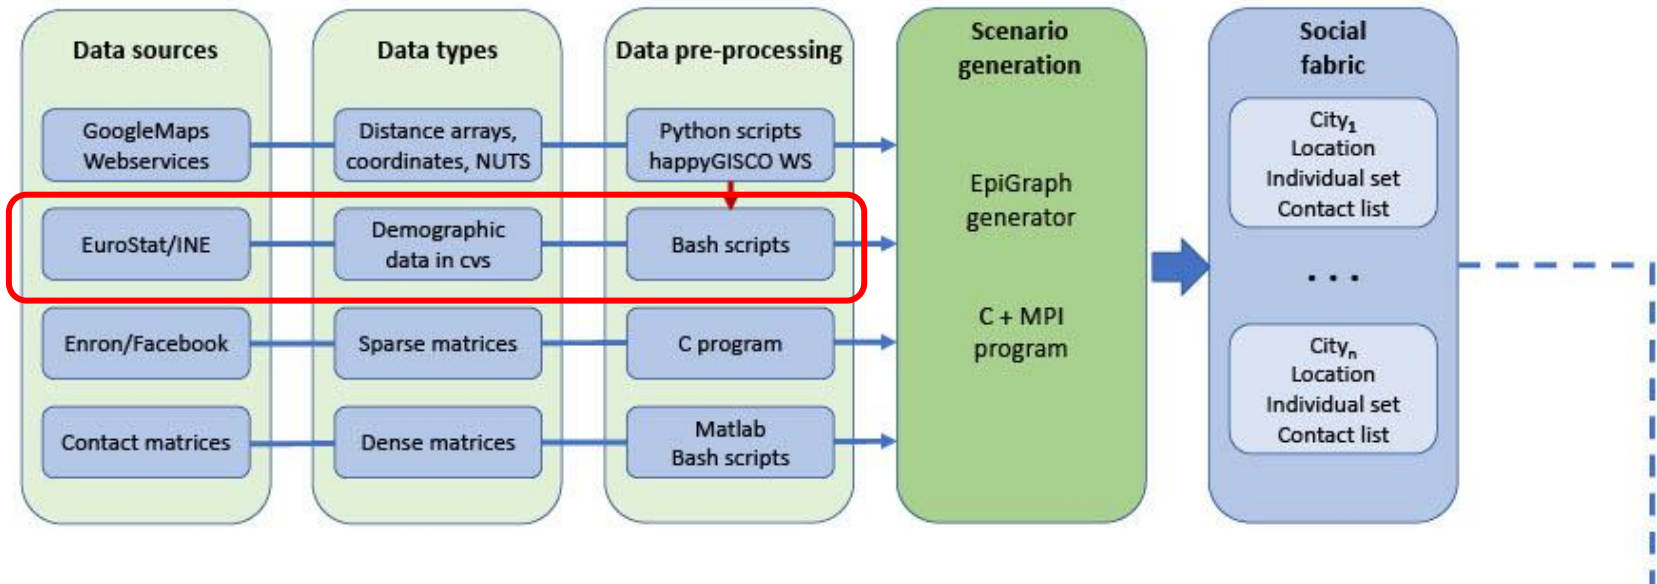 Data sources
GoogleMaps
Webservices
EuroStat/INE
Enron/Facebook
Contact matrices
Data types
Distance arrays,
coordinates, NUTS
Demographic
data in cvs
Sparse matrices
Dense matrices
Data pre-processing
Python scripts
happyGISCO WS
Bash scripts
C program
Matlab
Bash scripts
Scenario
generation
EpiGraph
generator
C + MPI
program
Social
fabric
City₁
Location
Individual set
Contact list
...
Cityₙ
Location
Individual set
Contact list